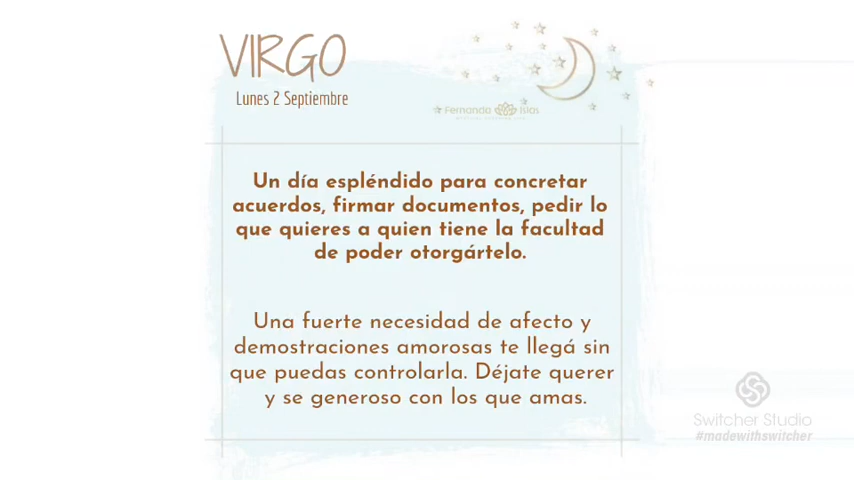 VIRGO
Lunes 2 Septiembre
Fernanda Islas
Un día espléndido para concretar
acuerdos, firmar documentos, pedir lo
que quieres a quien tiene la facultad
de poder otorgártelo.
Una fuerte necesidad de afecto y
demostraciones amorosas te llegá sin
que puedas controlarla. Déjate querer
y se generoso con los que amas.
Switcher Studio
#madewithswitcher